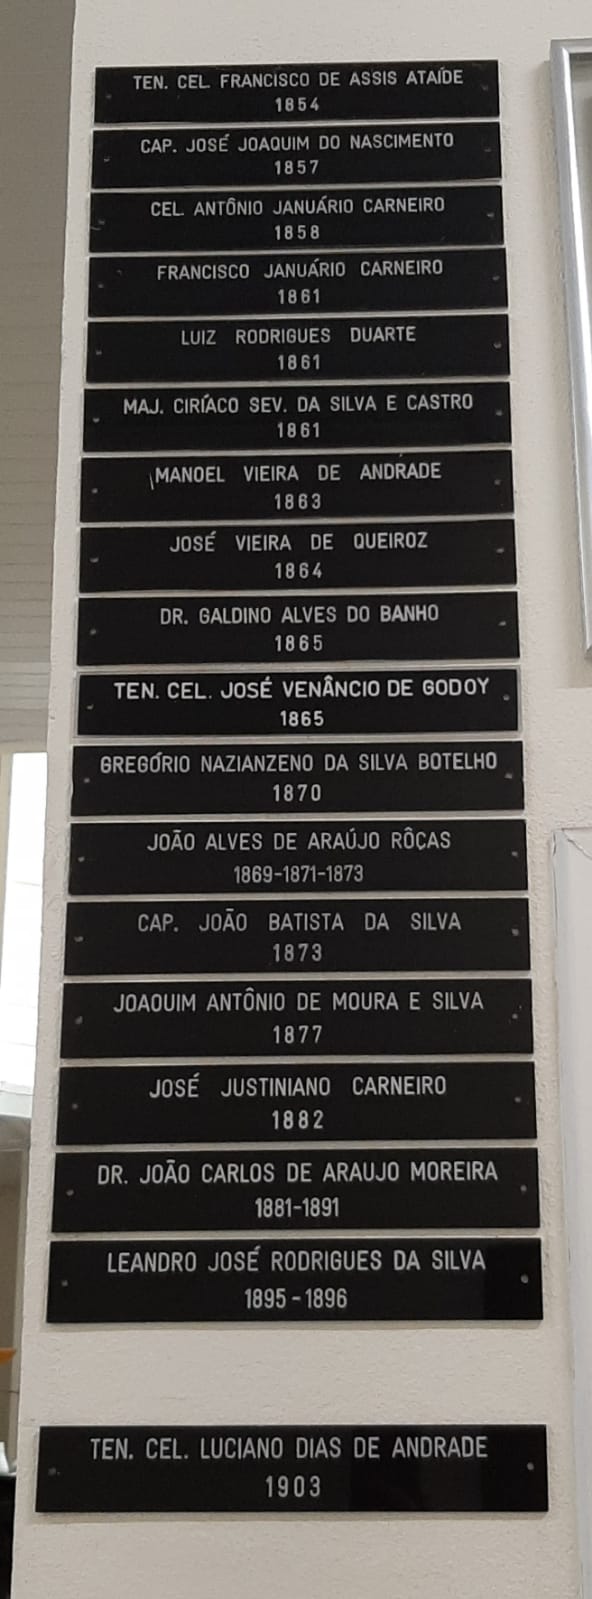 TEN. CEL. FRANCISCO DE ASSIS ATAÍDE
1854
CAP. JOSÉ JOAQUIM DO NASCIMENTO
1857
CEL. ANTÔNIO JANUÁRIO CARNEIRO
1858
FRANCISCO JANUÁRIO CARNEIRO
1861
LUIZ RODRIGUES DUARTE
1861
MAJ. CIRÍACO SEV. DA SILVA E CASTRO
1861
MANOEL VIEIRA DE ANDRADE
1863
JOSÉ VIEIRA DE QUEIROZ
1864
DR. GALDINO ALVES DO BANHO
1865
TEN. CEL. JOSÉ VENÂNCIO DE GODOY
1865
GREGÓRIO NAZIANZENO DA SILVA BOTELHO
1870
JOÃO ALVES DE ARAÚJO RÔÇAS
1869-1871-1873
CAP. JOÃO BATISTA DA SILVA
1873
JOAQUIM ANTÔNIO DE MOURA E SILVA
1877
JOSÉ JUSTINIANO CARNEIRO
1882
DR. JOÃO CARLOS DE ARAUJO MOREIRA
1881-1891
LEANDRO JOSÉ RODRIGUES DA SILVA
1895-1896
TEN. CEL. LUCIANO DIAS DE ANDRADE
1903